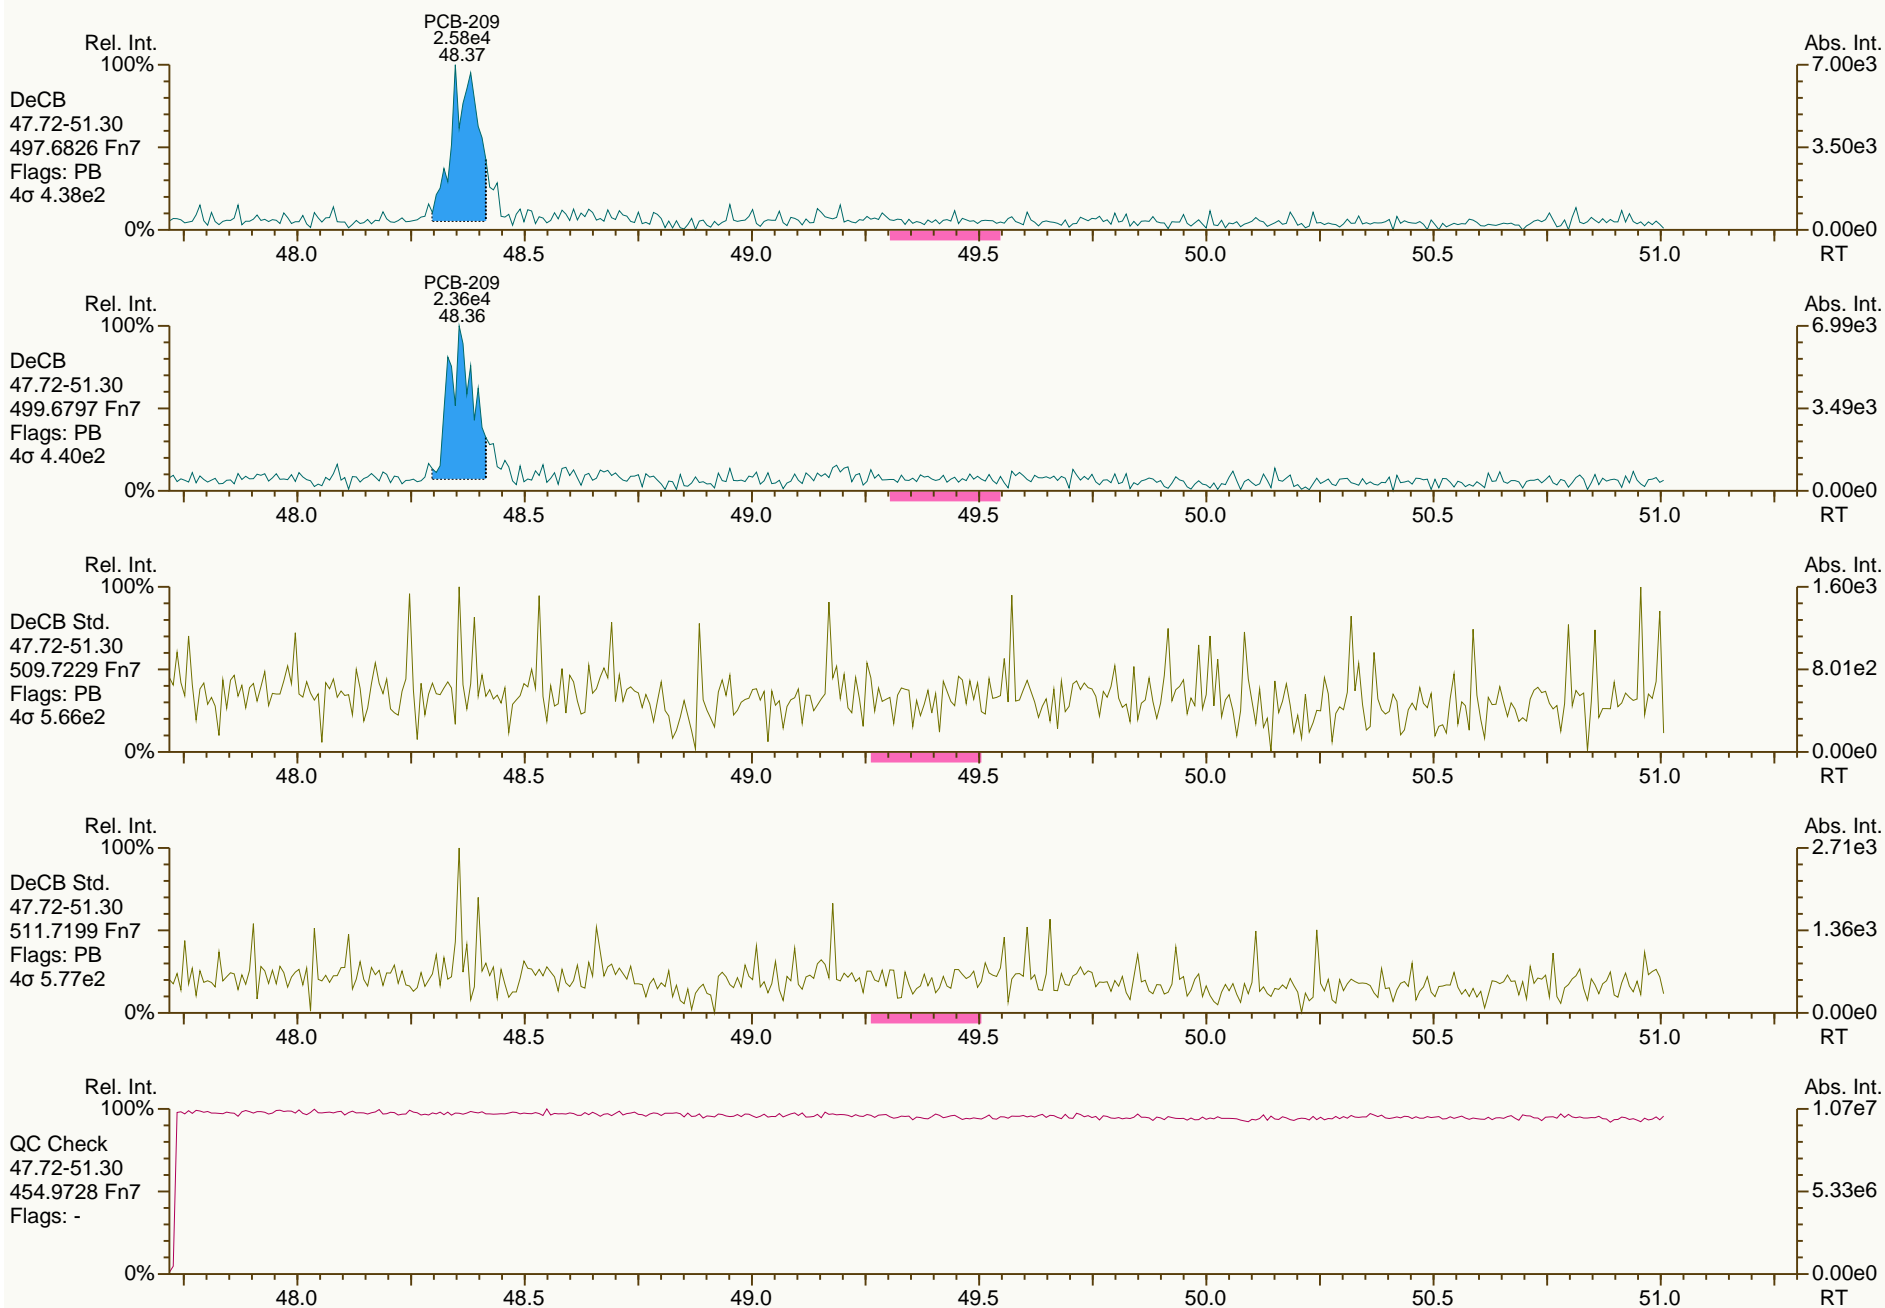 PCB-209
2.58e4
48.37
Rel. Int.
Abs. Int.
100%
7.00e3
DeCB
47.72-51.30
497.6826 Fn7
3.50e3
Flags: PB
4σ 4.38e2
0%
0.00e0
48.0 48.5 49.0 49.5 50.0 50.5 51.0 RT
PCB-209
2.36e4
48.36
Rel. Int.
Abs. Int.
100%
6.99e3
DeCB
47.72-51.30
499.6797 Fn7
3.49e3
Flags: PB
4σ 4.40e2
0%
0.00e0
48.0 48.5 49.0 49.5 50.0 50.5 51.0 RT
Rel. Int.
Abs. Int.
100%
1.60e3
DeCB Std.
47.72-51.30
509.7229 Fn7
8.01e2
Flags: PB
4σ 5.66e2
0%
0.00e0
48.0 48.5 49.0 49.5 50.0 50.5 51.0 RT
Rel. Int.
Abs. Int.
100%
2.71e3
DeCB Std.
47.72-51.30
511.7199 Fn7
1.36e3
Flags: PB
4σ 5.77e2
0%
0.00e0
48.0 48.5 49.0 49.5 50.0 50.5 51.0 RT
Rel. Int.
Abs. Int.
100%
1.07e7
QC Check
47.72-51.30
454.9728 Fn7
5.33e6
Flags: -
0%
0.00e0
48.0 48.5 49.0 49.5 50.0 50.5 51.0 RT